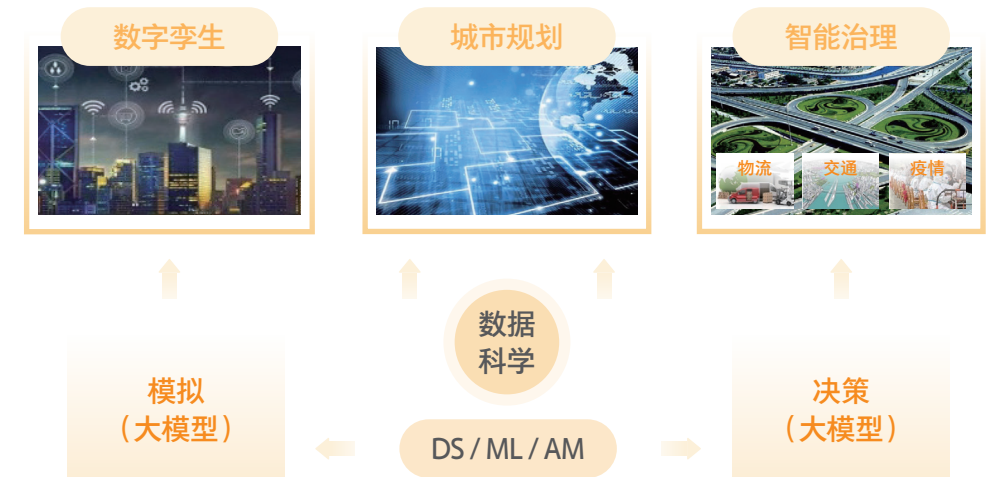 数字孪生
城市规划
智能治理
物流
交通
疫情
数据
科学
模拟
（大模型）
DS / ML / AM
决策
（大模型）